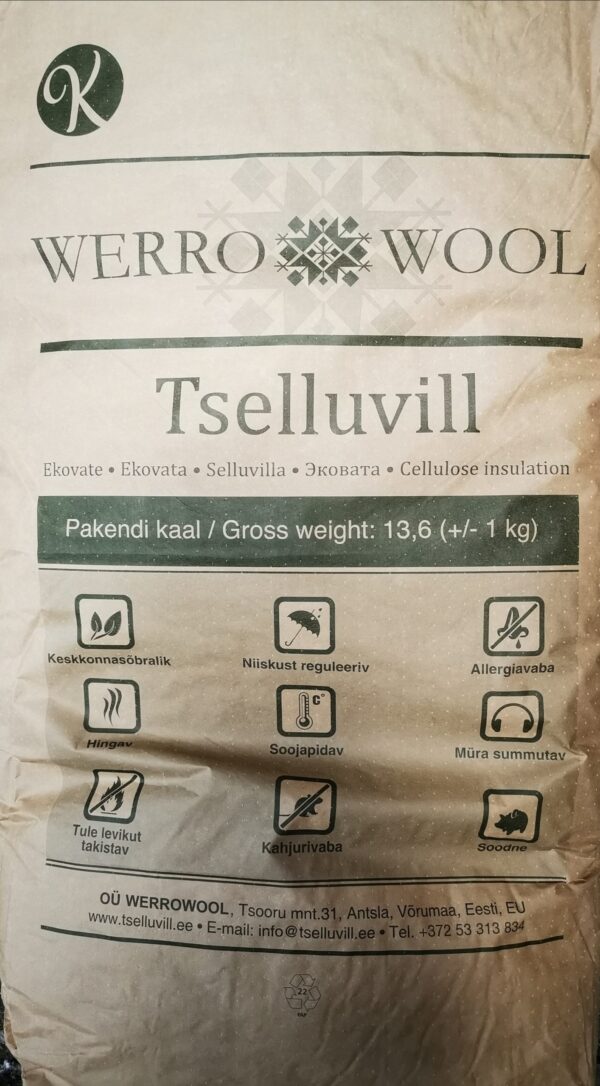 K
WERRO WOOL
Tselluvill
Ekovate • Ekovata • Selluvilla • Эковата • Cellulose insulation
Pakendi kaal / Gross weight: 13,6 (+/- 1 kg)
Keskkonnasõbralik
Niiskust reguleeriv
Allergiavaba
C°
Hingav
Soojapidav
Müra summutav
Tule levikut
takistav
Kahjurivaba
Soodne
OÜ WERROWOOL, Tsooru mnt.31, Antsla, Võrumaa, Eesti, EU
www.tselluvill.ee • E-mail: info@tselluvill.ee • Tel. +372 53 313 834
22
PAP